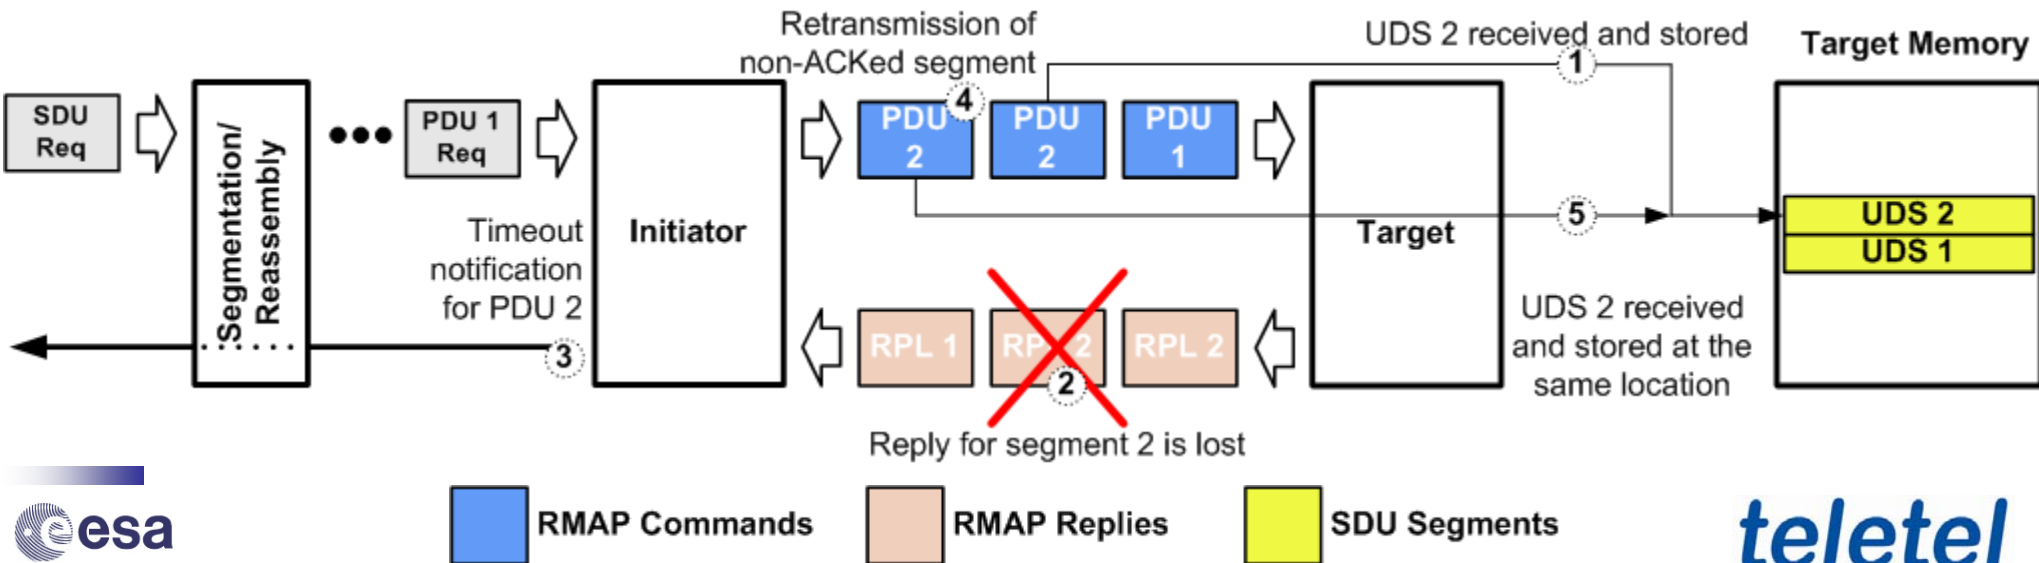 Retransmission of
non-ACKed segment
UDS 2 received and stored
Target Memory
1
SDU
Req
Segmentation/
Reassembly
PDU 1
Req
4
PDU
2
PDU
2
PDU
1
Timeout
notification
for PDU 2
Initiator
Target
5
UDS 2
UDS 1
3
RPL 1
RPL 2
2
RPL 2
UDS 2 received
and stored at the
same location
Reply for segment 2 is lost
esa
RMAP Commands
RMAP Replies
SDU Segments
teletel